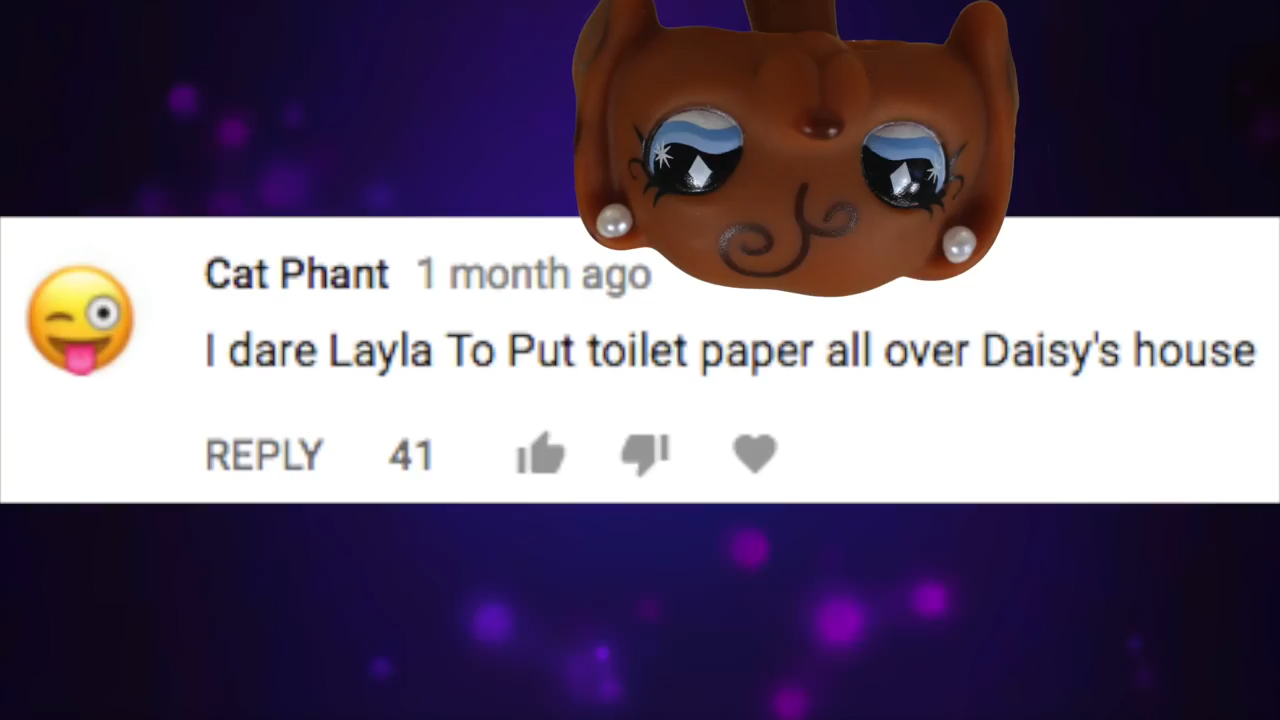 Cat Phant 1 month ago
I dare Layla To Put toilet paper all over Daisy's house
REPLY 41